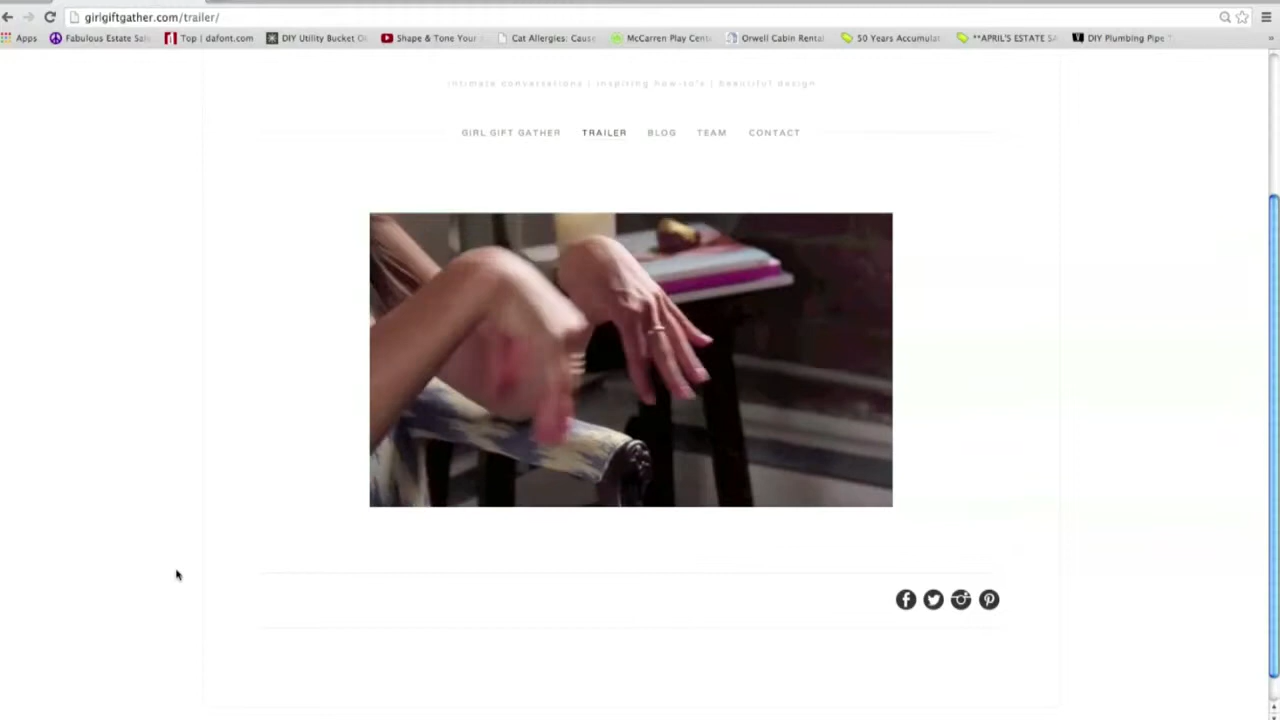 girlgiftgather.com/trailer/
Apps Fabulous Estate Sal Top | dafont.com DIY Utility Bucket O Shape & Tone Your Cat Allergies: Cause McCarren Play Cent Orwell Cabin Rental 50 Years Accumulat **APRIL'S ESTATE SA DIY Plumbing Pipe T
intimate conversations | inspiring how-to's | beautiful design
GIRL GIFT GATHER TRAILER BLOG TEAM CONTACT